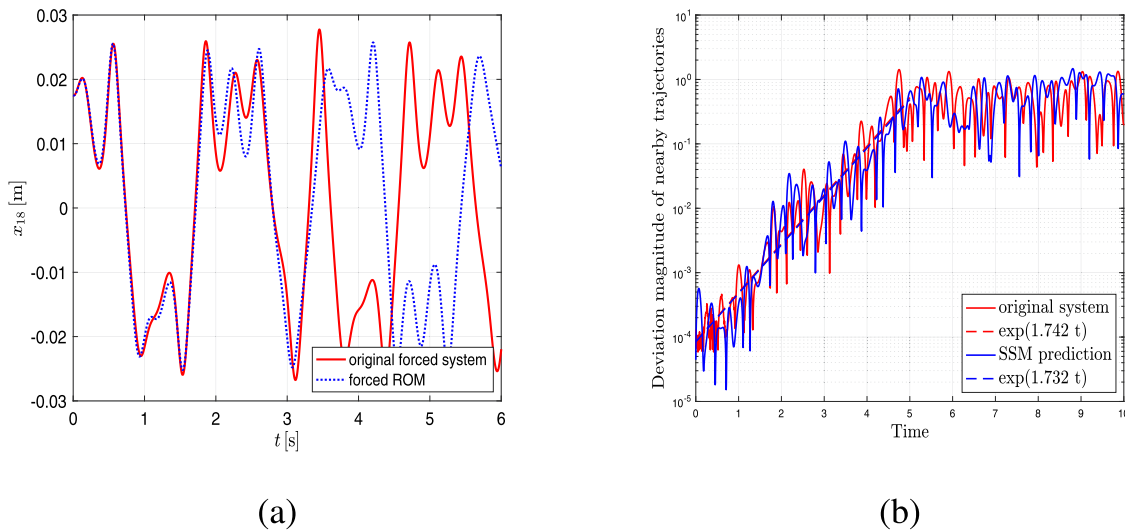 0.03
0.02
0.01
0
-0.01
-0.02
-0.03
x18 [m]
0 1 2 3 4 5 6
t [s]
original forced system
forced ROM
(a)
10^1
10^0
10^-1
10^-2
10^-3
10^-4
10^-5
Deviation magnitude of nearby trajectories
0 1 2 3 4 5 6 7 8 9 10
Time
original system
exp(1.742 t)
SSM prediction
exp(1.732 t)
(b)